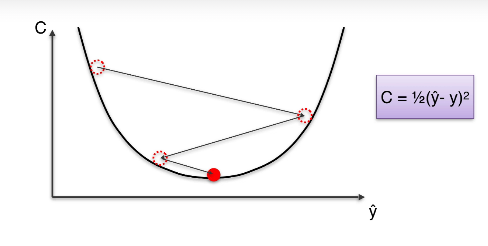 C
C = ½(ŷ- y)²
ŷ